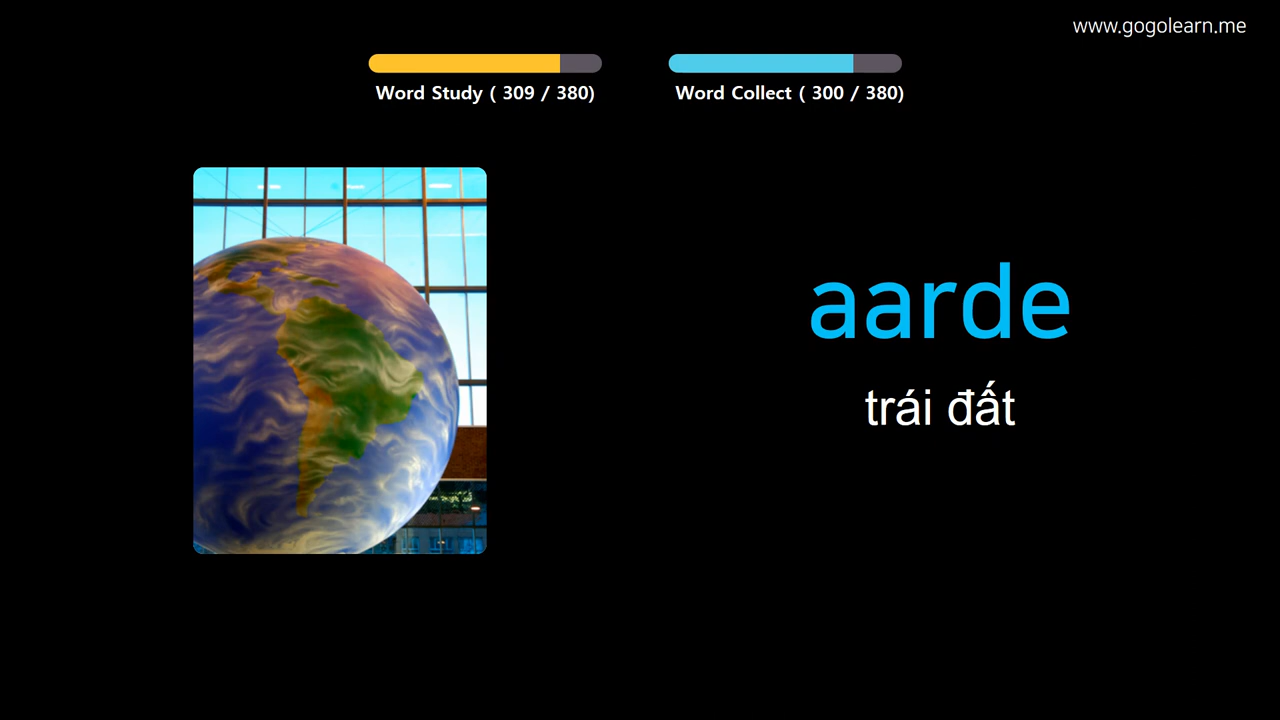 www.gogolearn.me
Word Study ( 309 / 380)
Word Collect ( 300 / 380)
aarde
trái đất